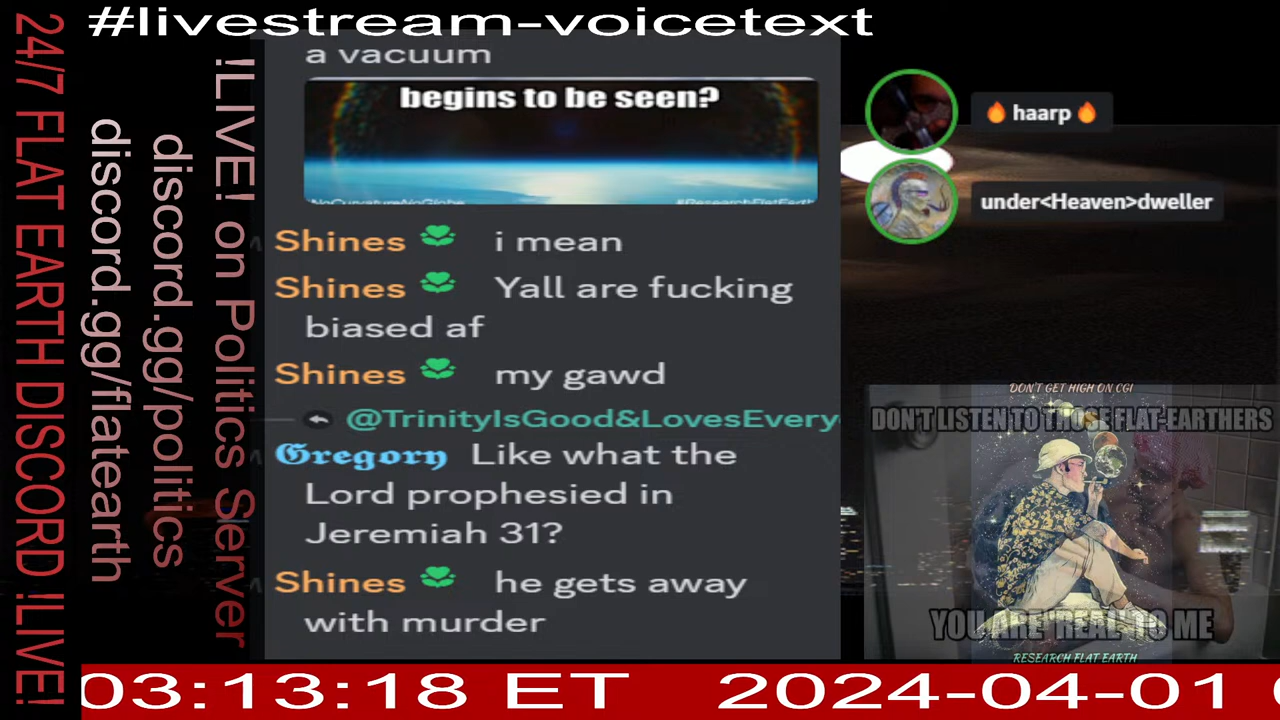 #livestream-voicetext
24/7 FLAT EARTH DISCORD !LIVE!
discord.gg/flatearth
discord.gg/politics
!LIVE! on Politics Server
a vacuum
begins to be seen?
NoCurvatureNoGlobe
#ResearchFlatEarth
Shines i mean
Shines Yall are fucking
biased af
Shines my gawd
@TrinityIsGood&LovesEvery
Gregory Like what the
Lord prophesied in
Jeremiah 31?
Shines he gets away
with murder
haarp
under<Heaven>dweller
DON'T GET HIGH ON CGI
DON'T LISTEN TO THOSE FLAT-EARTHERS
YOU ARE 'REAL' TO ME
RESEARCH FLAT EARTH
03:13:18 ET 2024-04-01